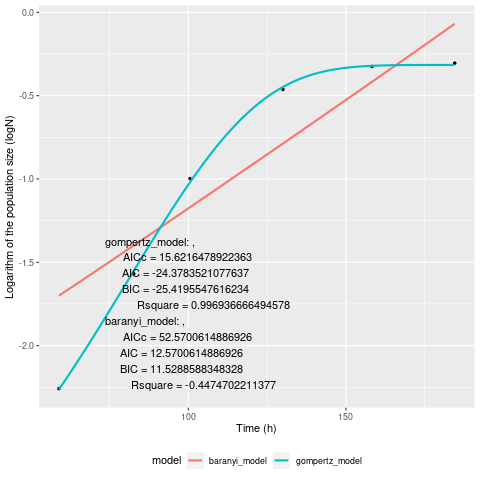 0.0
-0.5
-1.0
-1.5
-2.0
Logarithm of the population size (logN)
gompertz_model: ,
AICc = 15.6216478922363
AIC = -24.3783521077637
BIC = -25.4195547616234
Rsquare = 0.996936666494578
baranyi_model: ,
AICc = 52.5700614886926
AIC = 12.5700614886926
BIC = 11.5288588348328
Rsquare = -0.4474702211377
100
150
Time (h)
model baranyi_model gompertz_model